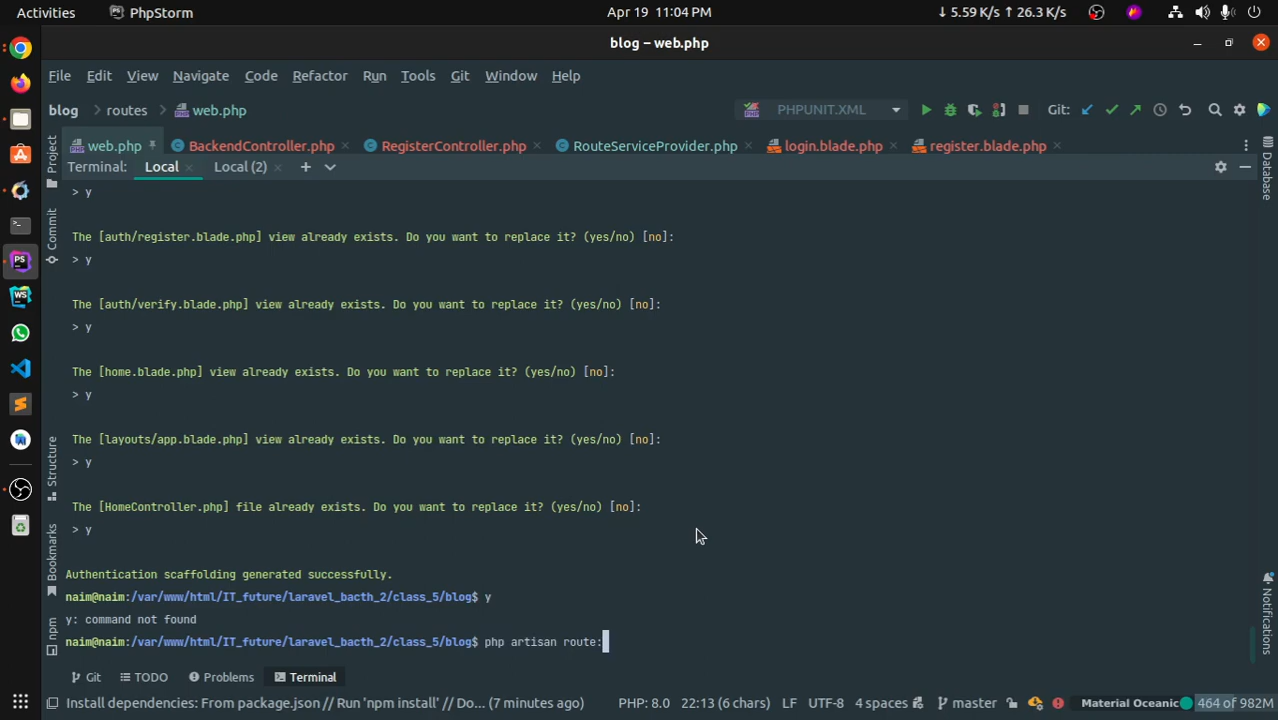 Activities PhpStorm Apr 19 11:04 PM ↓ 5.59 K/s ↑ 26.3 K/s
blog – web.php
File Edit View Navigate Code Refactor Run Tools Git Window Help
blog routes web.php PHPUNIT.XML Git:
web.php BackendController.php RegisterController.php RouteServiceProvider.php login.blade.php register.blade.php
Terminal: Local Local (2)
> y
The [auth/register.blade.php] view already exists. Do you want to replace it? (yes/no) [no]:
> y
The [auth/verify.blade.php] view already exists. Do you want to replace it? (yes/no) [no]:
> y
The [home.blade.php] view already exists. Do you want to replace it? (yes/no) [no]:
> y
The [layouts/app.blade.php] view already exists. Do you want to replace it? (yes/no) [no]:
> y
The [HomeController.php] file already exists. Do you want to replace it? (yes/no) [no]:
> y
Authentication scaffolding generated successfully.
naim@naim:/var/www/html/IT_future/laravel_bacth_2/class_5/blog$ y
y: command not found
naim@naim:/var/www/html/IT_future/laravel_bacth_2/class_5/blog$ php artisan route:
Project
Commit
Structure
Bookmarks
npm
Database
Notifications
Git TODO Problems Terminal
Install dependencies: From package.json // Run 'npm install' // Do... (7 minutes ago) PHP: 8.0 22:13 (6 chars) LF UTF-8 4 spaces master Material Oceanic 464 of 982M